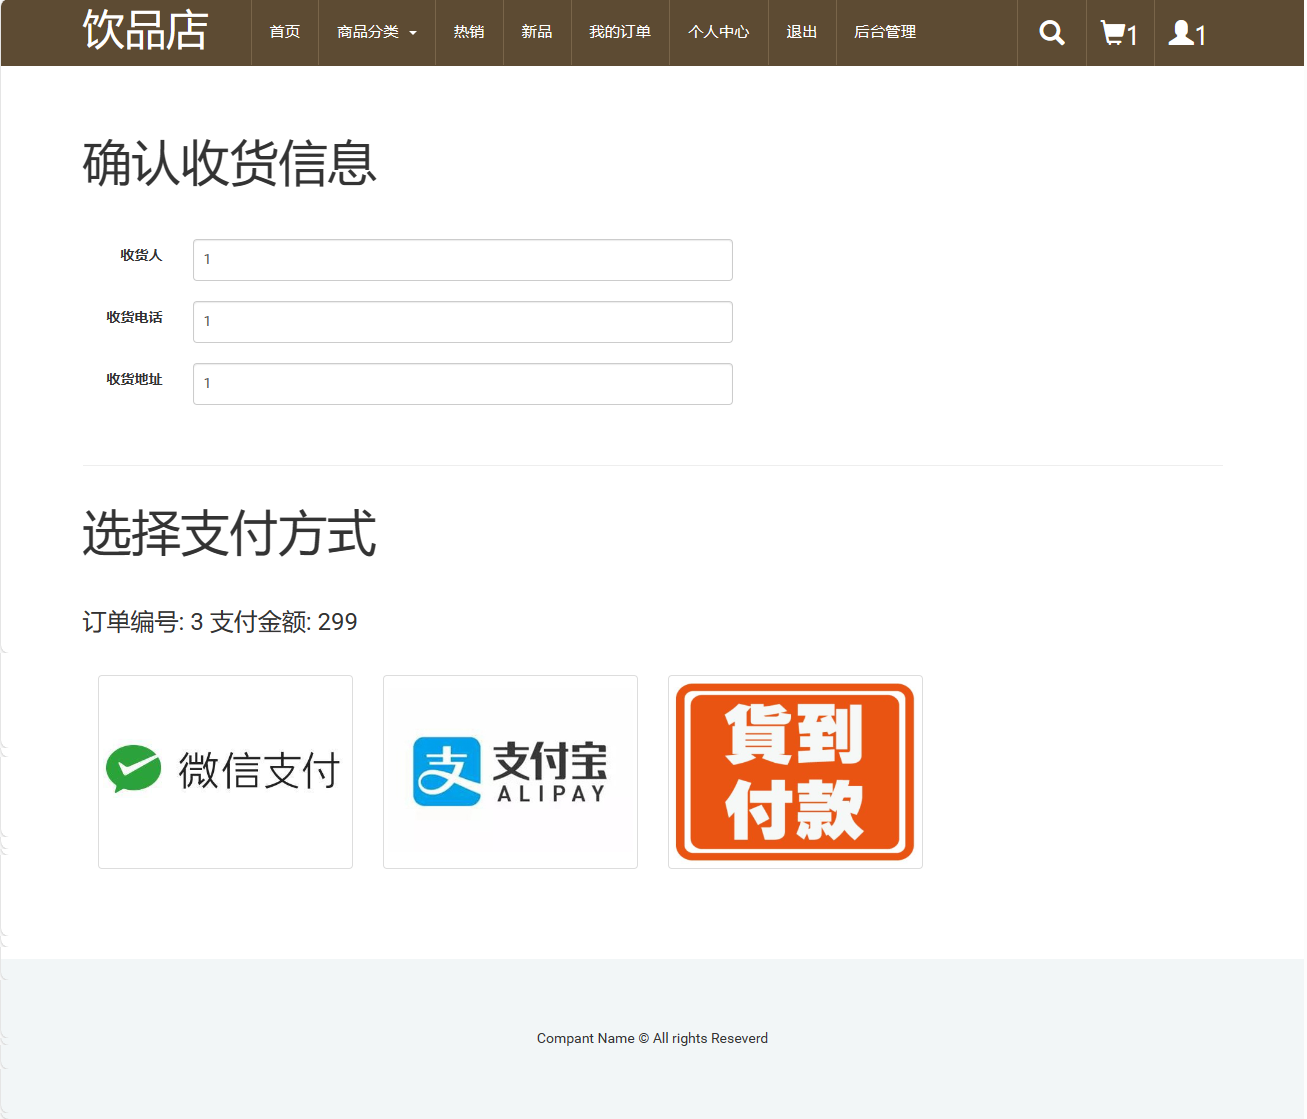 饮品店 首页 商品分类 热销 新品 我的订单 个人中心 退出 后台管理 1 1
确认收货信息
收货人 1
收货电话 1
收货地址 1
选择支付方式
订单编号: 3 支付金额: 299
微信支付
支 支付宝
ALIPAY
貨到
付款
Compant Name © All rights Reseverd